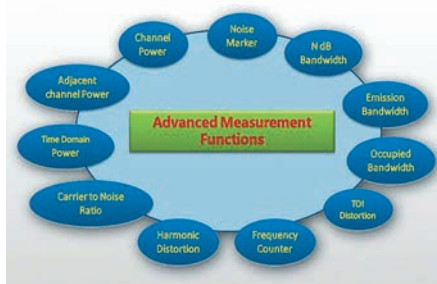 Channel
Power
Noise
Marker
N dB
Bandwidth
Adjacent
channel Power
Emission
Bandwidth
Advanced Measurement
Functions
Time Domain
Power
Occupied
Bandwidth
Carrier to Noise
Ratio
TOI
Distortion
Harmonic
Distortion
Frequency
Counter